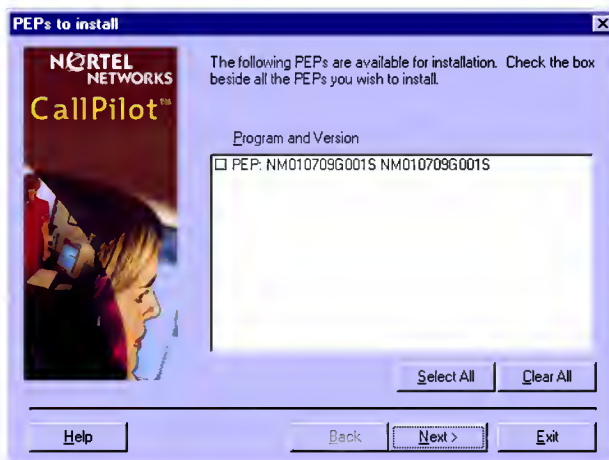 PEPs to install
NORTEL
NETWORKS
CallPilot™
The following PEPs are available for installation. Check the box
beside all the PEPs you wish to install.
Program and Version
PEP: NM010709G001S NM010709G001S
Select All
Clear All
Help
Back
Next >
Exit